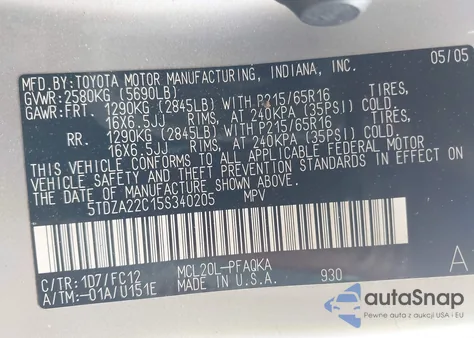 MFD.BY:TOYOTA MOTOR MANUFACTURING, INDIANA, INC. 05/05
GVWR:2580KG (5690LB)
GAWR:FRT. 1290KG (2845LB) WITH P215/65R16 TIRES,
16X6.5JJ RIMS, AT 240KPA (35PSI) COLD.
RR. 1290KG (2845LB) WITH P215/65R16 TIRES,
16X6.5JJ RIMS, AT 240KPA (35PSI) COLD.
THIS VEHICLE CONFORMS TO ALL APPLICABLE FEDERAL MOTOR
VEHICLE SAFETY AND BUMPER STANDARDS IN EFFECT ON
THE DATE OF MANUFACTURE SHOWN ABOVE.
5TDZA22C15S340205 MPV
C/TR:1D7/FC12 MCL20L-PFAQKA A
A/TM:-01A/U151E MADE IN U.S.A. 930
autoSnap
Pewne auta z USA i EU